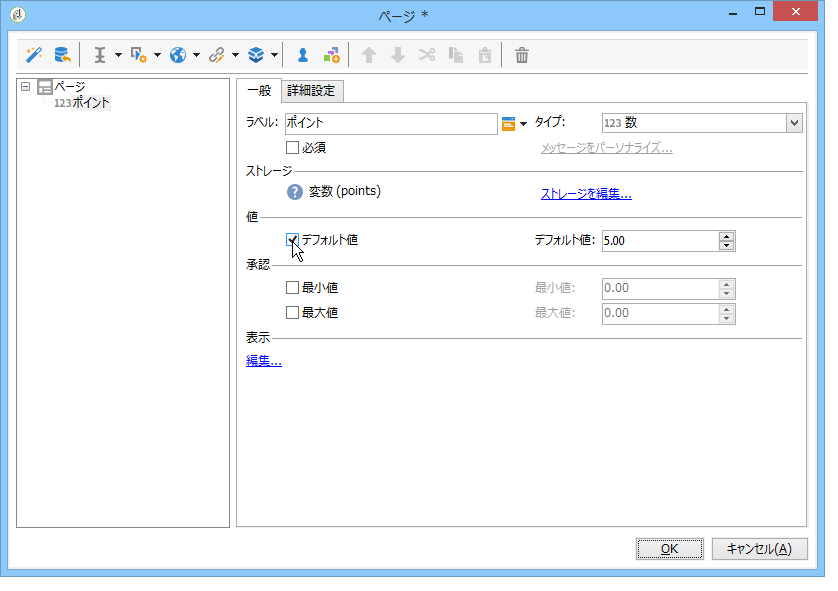 ページ *
ページ
123 ポイント
一般 詳細設定
ラベル: ポイント タイプ: 123 数
必須 メッセージをパーソナライズ...
ストレージ
? 変数 (points) ストレージを編集...
値
デフォルト値 デフォルト値: 5.00
承認
最小値 最小値: 0.00
最大値 最大値: 0.00
表示
編集...
OK キャンセル(A)